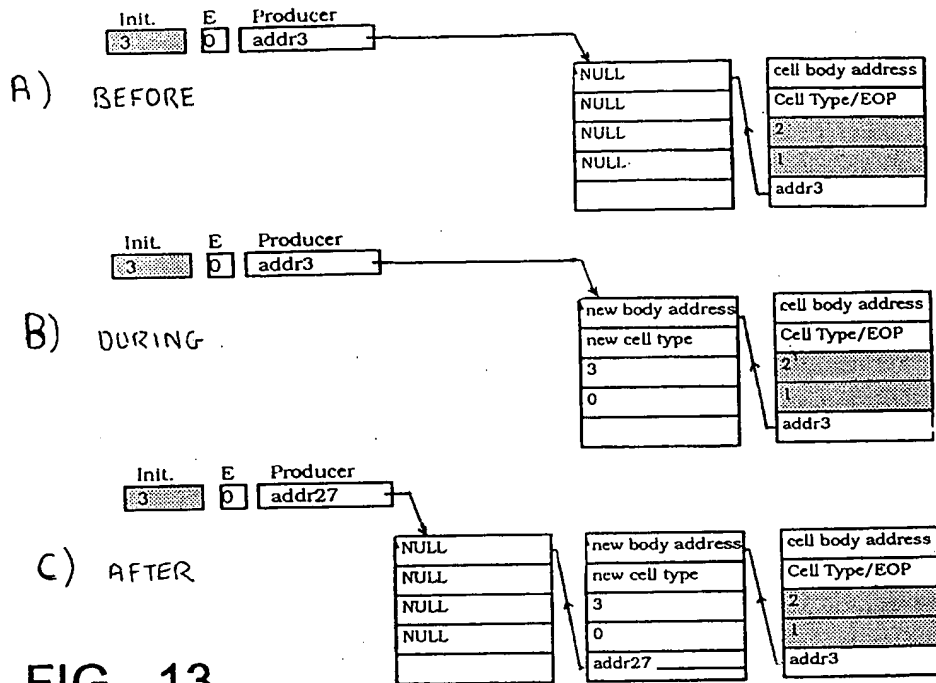 Init. E Producer
3 0 addr3
A) BEFORE
NULL
NULL
NULL
NULL
cell body address
Cell Type/EOP
2
1
addr3
Init. E Producer
3 0 addr3
B) DURING
new body address
new cell type
3
0
cell body address
Cell Type/EOP
2
1
addr3
Init. E Producer
3 0 addr27
C) AFTER
NULL
NULL
NULL
NULL
new body address
new cell type
3
0
addr27
cell body address
Cell Type/EOP
2
1
addr3
FIG. 13